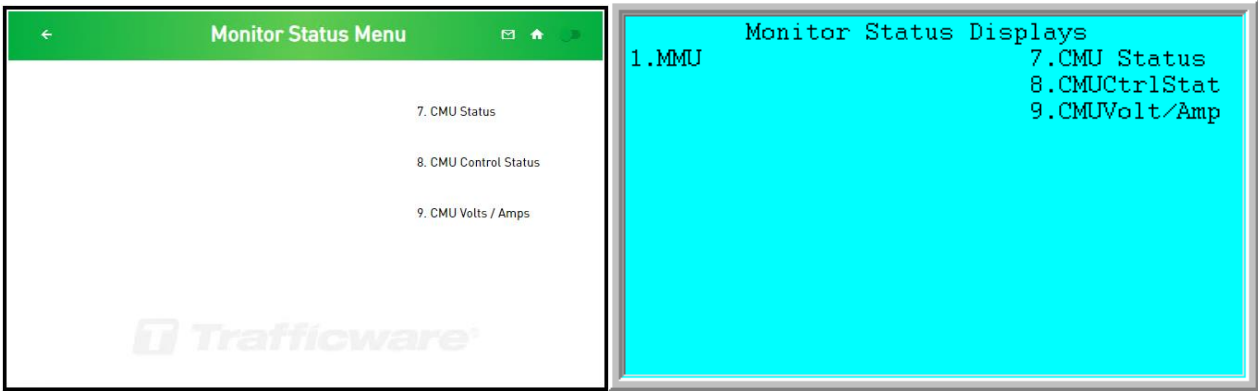 Monitor Status Menu
7. CMU Status
8. CMU Control Status
9. CMU Volts / Amps
Trafficware®
Monitor Status Displays
1.MMU 7.CMU Status
8.CMUCtrlStat
9.CMUVolt/Amp